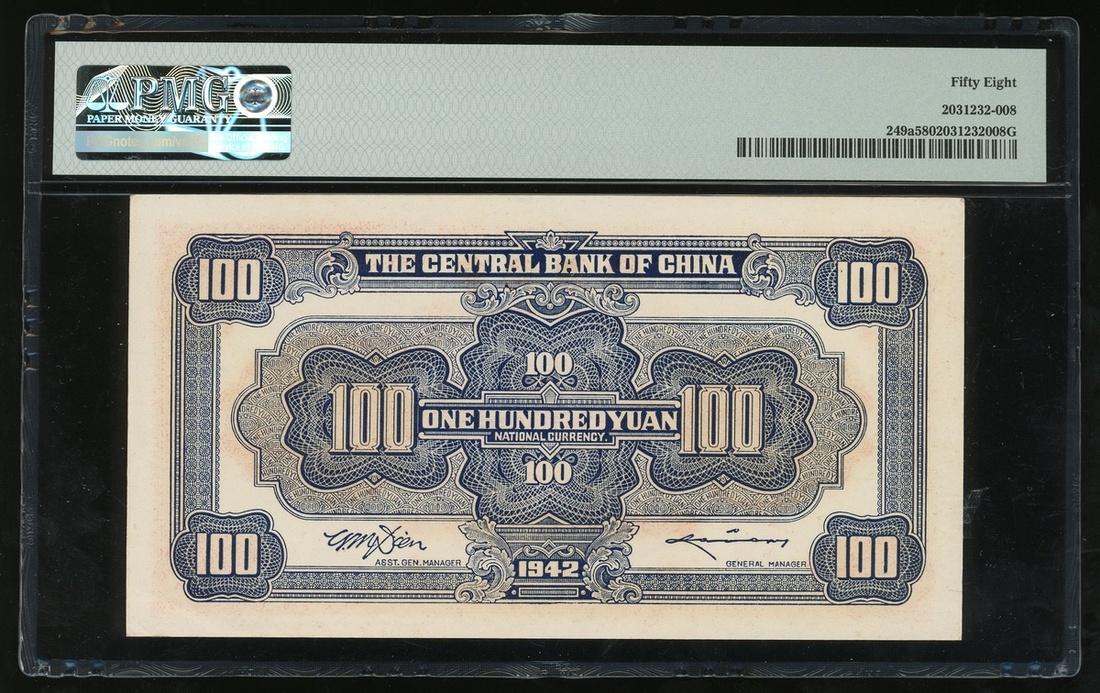 PMG
PAPER MONEY GUARANTY
Fifty Eight
2031232-008
249a5802031232008G
THE CENTRAL BANK OF CHINA
100
100
100
100
ONE HUNDRED YUAN
NATIONAL CURRENCY.
100
100
100
100
100
ASST. GEN. MANAGER
GENERAL MANAGER
1942